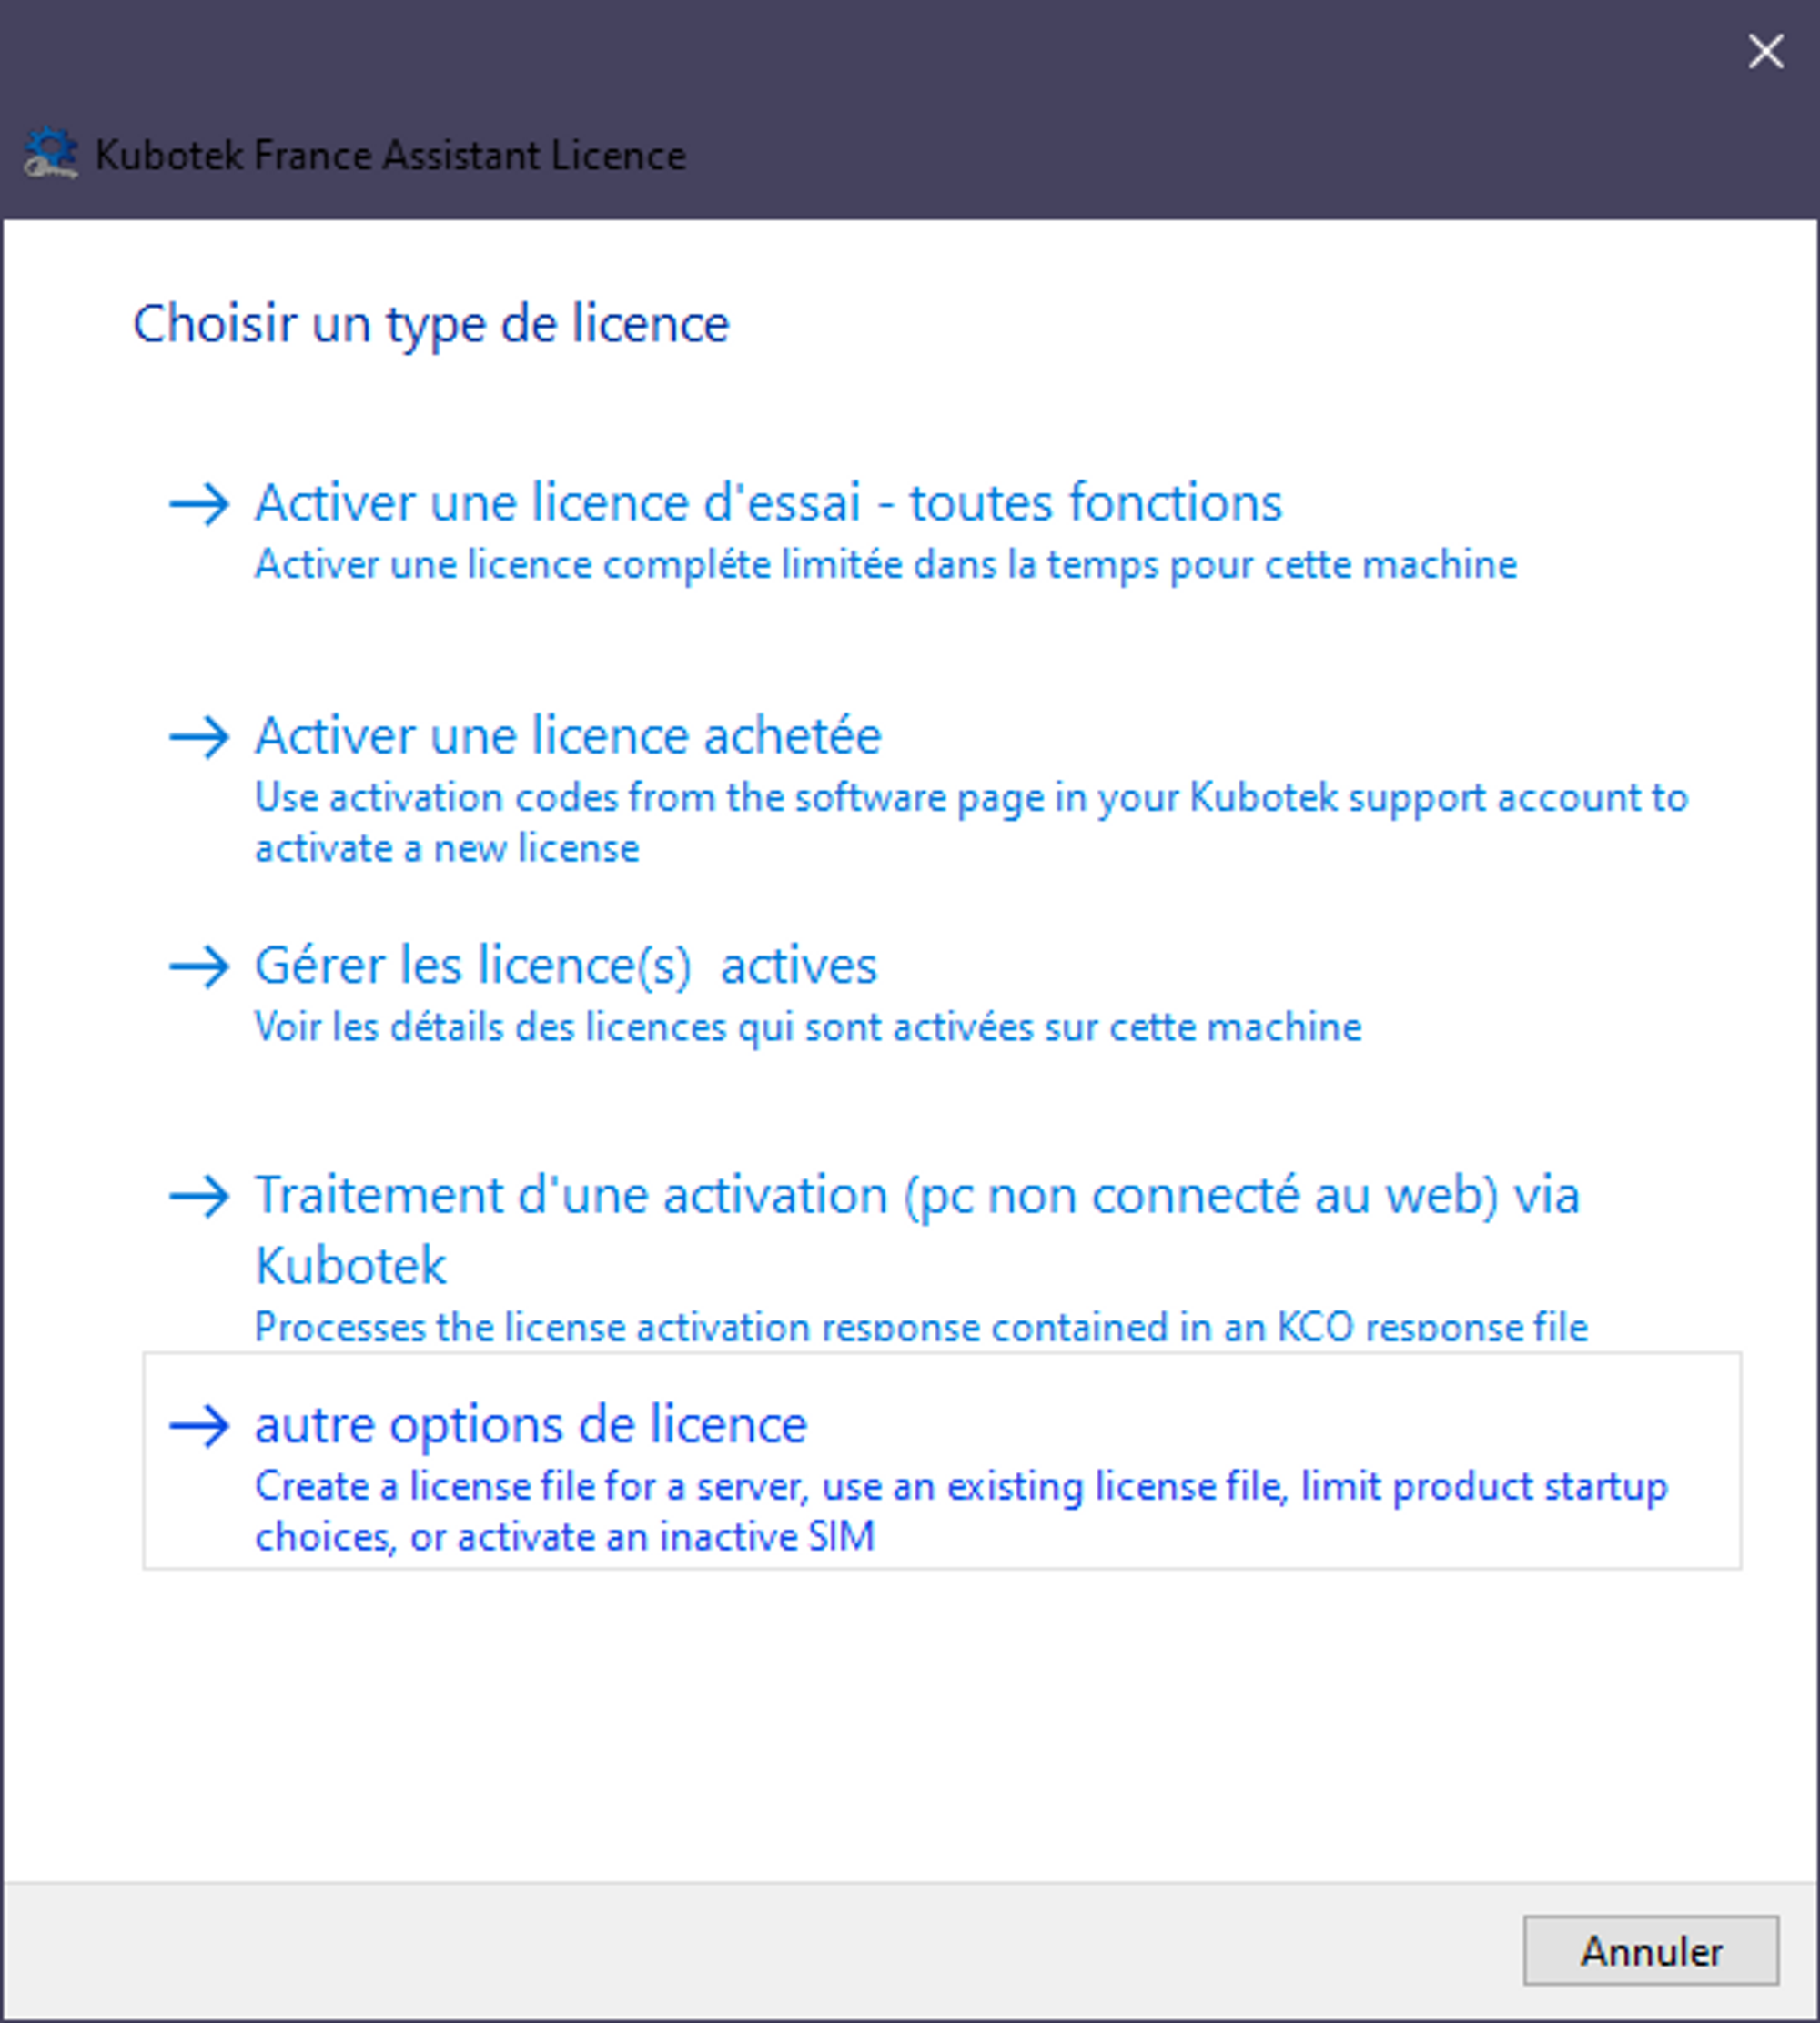 Kubotek France Assistant Licence
Choisir un type de licence
Activer une licence d'essai - toutes fonctions
Activer une licence compléte limitée dans la temps pour cette machine
Activer une licence achetée
Use activation codes from the software page in your Kubotek support account to
activate a new license
Gérer les licence(s)  actives
Voir les détails des licences qui sont activées sur cette machine
Traitement d'une activation (pc non connecté au web) via
Kubotek
Processes the license activation response contained in an KCO response file
autre options de licence
Create a license file for a server, use an existing license file, limit product startup
choices, or activate an inactive SIM
Annuler